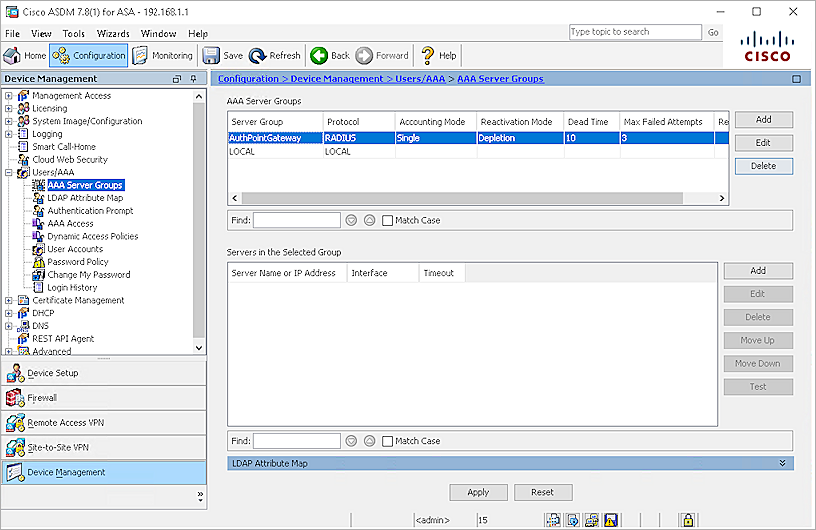 Cisco ASDM 7.8(1) for ASA - 192.168.1.1
File View Tools Wizards Window Help
Type topic to search Go
Home Configuration Monitoring Save Refresh Back Forward Help
CISCO
Device Management
Management Access
Licensing
System Image/Configuration
Logging
Smart Call-Home
Cloud Web Security
Users/AAA
AAA Server Groups
LDAP Attribute Map
Authentication Prompt
AAA Access
Dynamic Access Policies
User Accounts
Password Policy
Change My Password
Login History
Certificate Management
DHCP
DNS
REST API Agent
Advanced
Device Setup
Firewall
Remote Access VPN
Site-to-Site VPN
Device Management
Configuration > Device Management > Users/AAA > AAA Server Groups
AAA Server Groups
Server Group Protocol Accounting Mode Reactivation Mode Dead Time Max Failed Attempts Re
AuthPointGateway RADIUS Single Depletion 10 3
LOCAL LOCAL
Add
Edit
Delete
Find: Match Case
Servers in the Selected Group
Server Name or IP Address Interface Timeout
Add
Edit
Delete
Move Up
Move Down
Test
Find: Match Case
LDAP Attribute Map
Apply Reset
<admin> 15